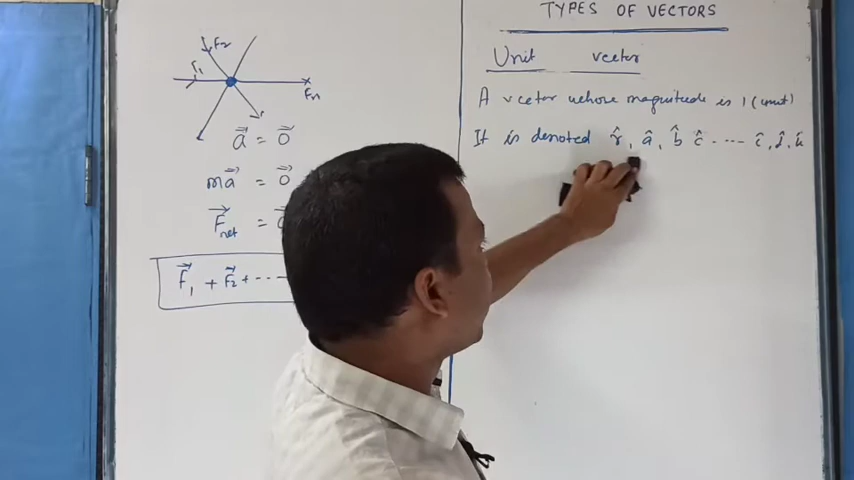 F₂
F₁
Fₙ
a⃗ = 0⃗
ma⃗ = 0⃗
F⃗net =
F⃗₁ + F⃗₂ + ----
TYPES OF VECTORS
Unit vector
A vector whose magnitude is 1 (unit)
It is denoted r̂, â, b̂ ĉ ---- î, ĵ, k̂